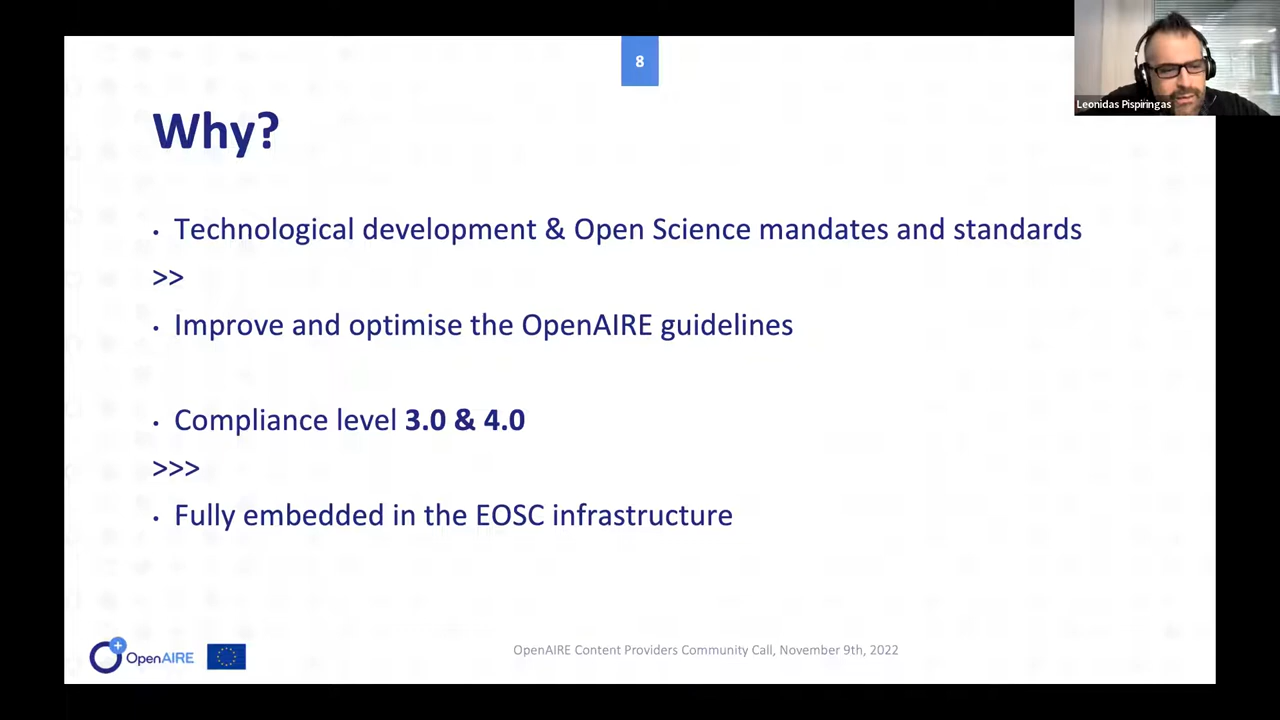 8
Leonidas Pispiringas
Why?
• Technological development & Open Science mandates and standards
>>
• Improve and optimise the OpenAIRE guidelines
• Compliance level 3.0 & 4.0
>>>
• Fully embedded in the EOSC infrastructure
OpenAIRE
OpenAIRE Content Providers Community Call, November 9th, 2022